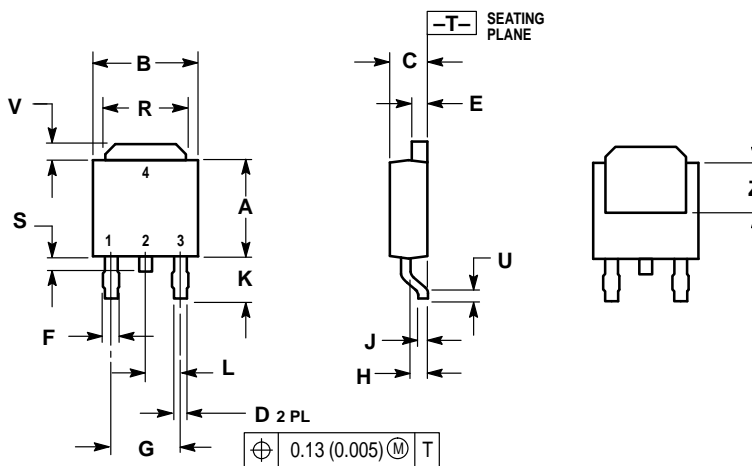 –T–
SEATING
PLANE
B
C
V
R
E
4
A
Z
S
1 2 3
K
U
F
J
L
H
D 2 PL
G
⌖ 0.13 (0.005) Ⓜ T